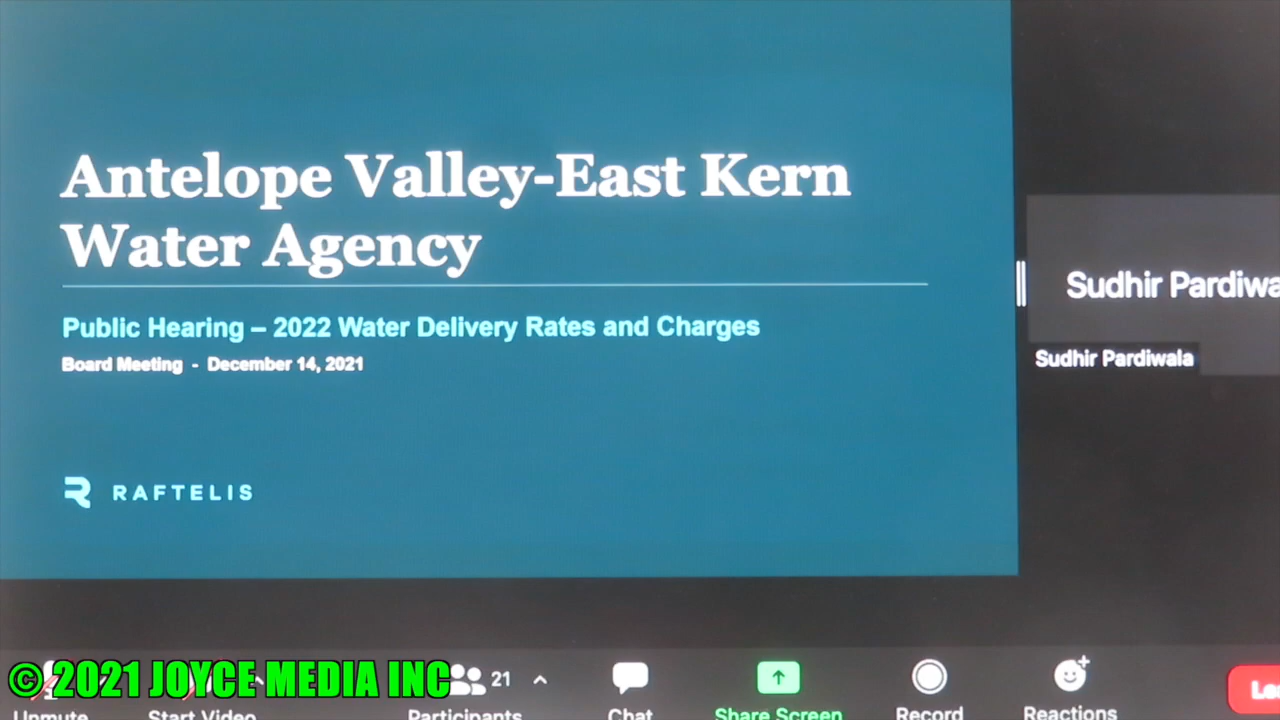 Antelope Valley-East Kern
Water Agency
Public Hearing – 2022 Water Delivery Rates and Charges
Board Meeting - December 14, 2021
RAFTELIS
Sudhir Pardiwa
Sudhir Pardiwala
© 2021 JOYCE MEDIA INC
21
Unmute
Start Video
Participants
Chat
Share Screen
Record
Reactions